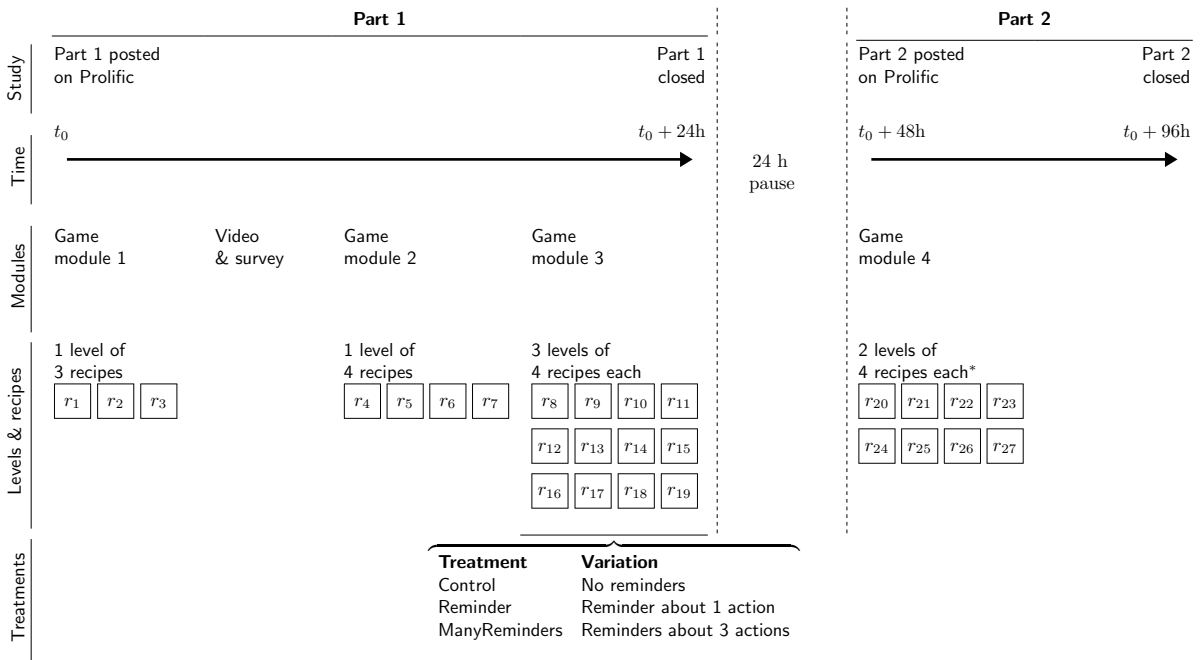 Part 1
Part 2
Study
Part 1 posted
on Prolific
Part 1
closed
Part 2 posted
on Prolific
Part 2
closed
Time
t₀
t₀ + 24h
24 h
pause
t₀ + 48h
t₀ + 96h
Modules
Game
module 1
Video
& survey
Game
module 2
Game
module 3
Game
module 4
Levels & recipes
1 level of
3 recipes
r₁ r₂ r₃
1 level of
4 recipes
r₄ r₅ r₆ r₇
3 levels of
4 recipes each
r₈ r₉ r₁₀ r₁₁
r₁₂ r₁₃ r₁₄ r₁₅
r₁₆ r₁₇ r₁₈ r₁₉
2 levels of
4 recipes each*
r₂₀ r₂₁ r₂₂ r₂₃
r₂₄ r₂₅ r₂₆ r₂₇
Treatments
Treatment Variation
Control No reminders
Reminder Reminder about 1 action
ManyReminders Reminders about 3 actions